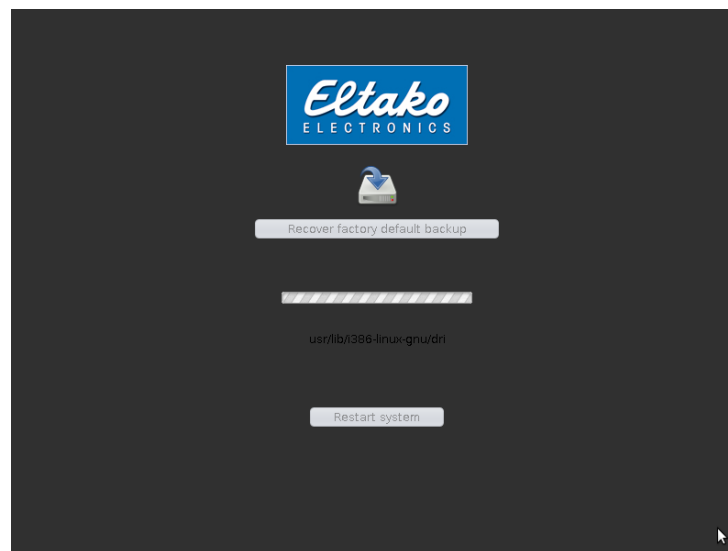 Eltako
ELECTRONICS
Recover factory default backup
usr/lib/i386-linux-gnu/dri
Restart system